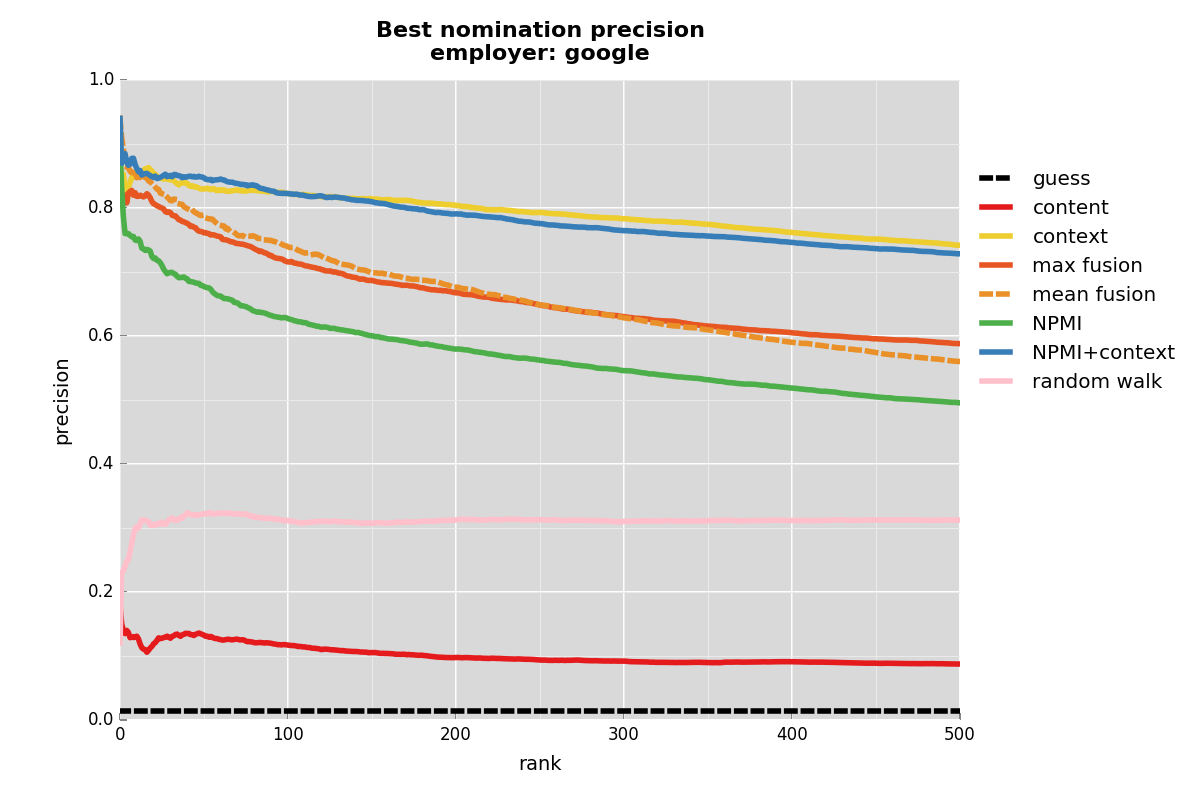 Best nomination precision
employer: google
precision
1.0
0.8
0.6
0.4
0.2
0.0
0 100 200 300 400 500
rank
guess
content
context
max fusion
mean fusion
NPMI
NPMI+context
random walk